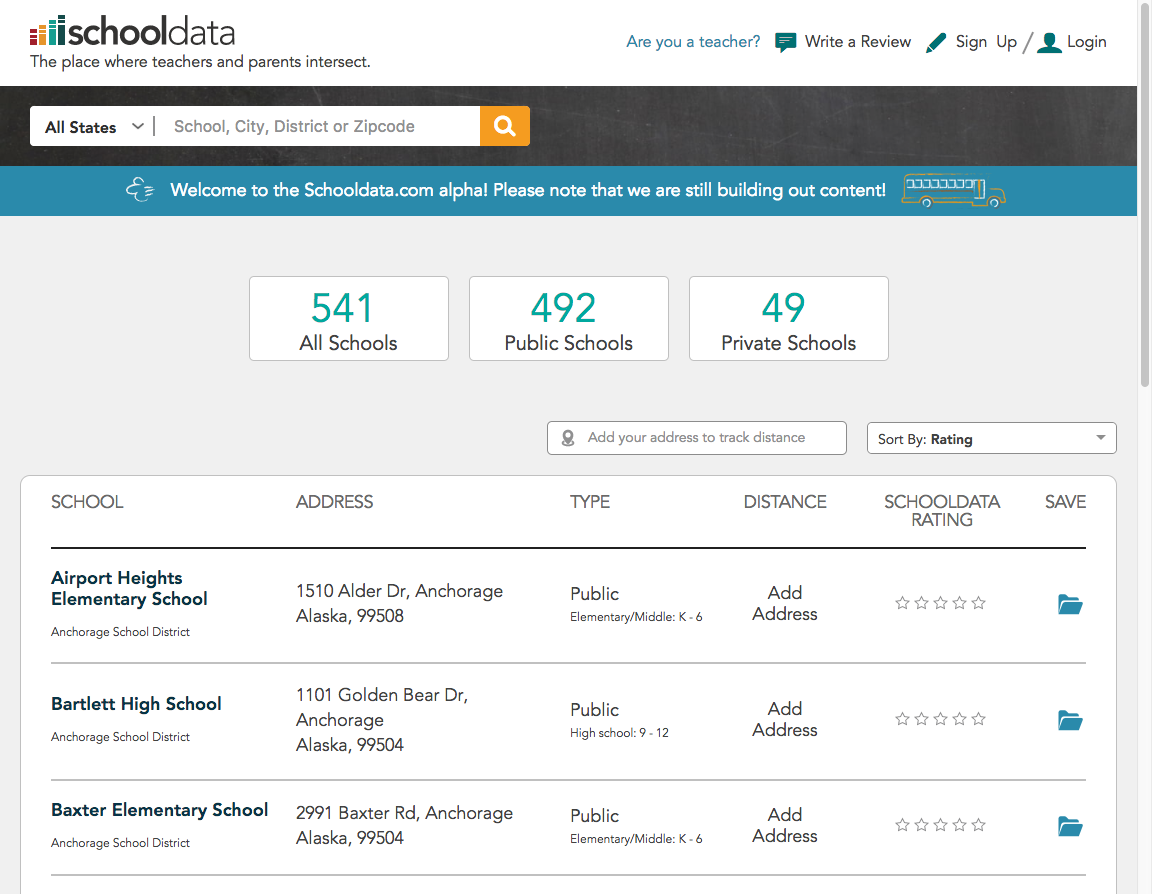 schooldata
The place where teachers and parents intersect.
Are you a teacher? Write a Review Sign Up / Login
All States School, City, District or Zipcode
Welcome to the Schooldata.com alpha! Please note that we are still building out content!
541 492 49
All Schools Public Schools Private Schools
Add your address to track distance Sort By: Rating
SCHOOL ADDRESS TYPE DISTANCE SCHOOLDATA RATING SAVE
Airport Heights
Elementary School
Anchorage School District
1510 Alder Dr, Anchorage
Alaska, 99508
Public
Elementary/Middle: K - 6
Add
Address
Bartlett High School
Anchorage School District
1101 Golden Bear Dr,
Anchorage
Alaska, 99504
Public
High school: 9 - 12
Add
Address
Baxter Elementary School
Anchorage School District
2991 Baxter Rd, Anchorage
Alaska, 99504
Public
Elementary/Middle: K - 6
Add
Address